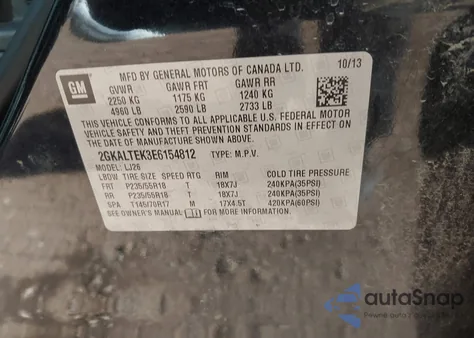 GM
MFD BY GENERAL MOTORS OF CANADA LTD. 10/13
GVWR GAWR FRT GAWR RR
2250 KG 1175 KG 1240 KG
4960 LB 2590 LB 2733 LB
THIS VEHICLE CONFORMS TO ALL APPLICABLE U.S. FEDERAL MOTOR
VEHICLE SAFETY AND THEFT PREVENTION STANDARDS IN EFFECT ON THE
DATE OF MANUFACTURE SHOWN ABOVE.
2GKALTEK3E6154812 TYPE: M.P.V.
MODEL: LJ26
LBDW TIRE SIZE SPEED RTG RIM COLD TIRE PRESSURE
FRT P235/55R18 T 18X7J 240KPA(35PSI)
RR P235/55R18 T 18X7J 240KPA(35PSI)
SPA T145/70R17 M 17X4.5T 420KPA(60PSI)
SEE OWNER'S MANUAL FOR MORE INFORMATION.
autoSnap